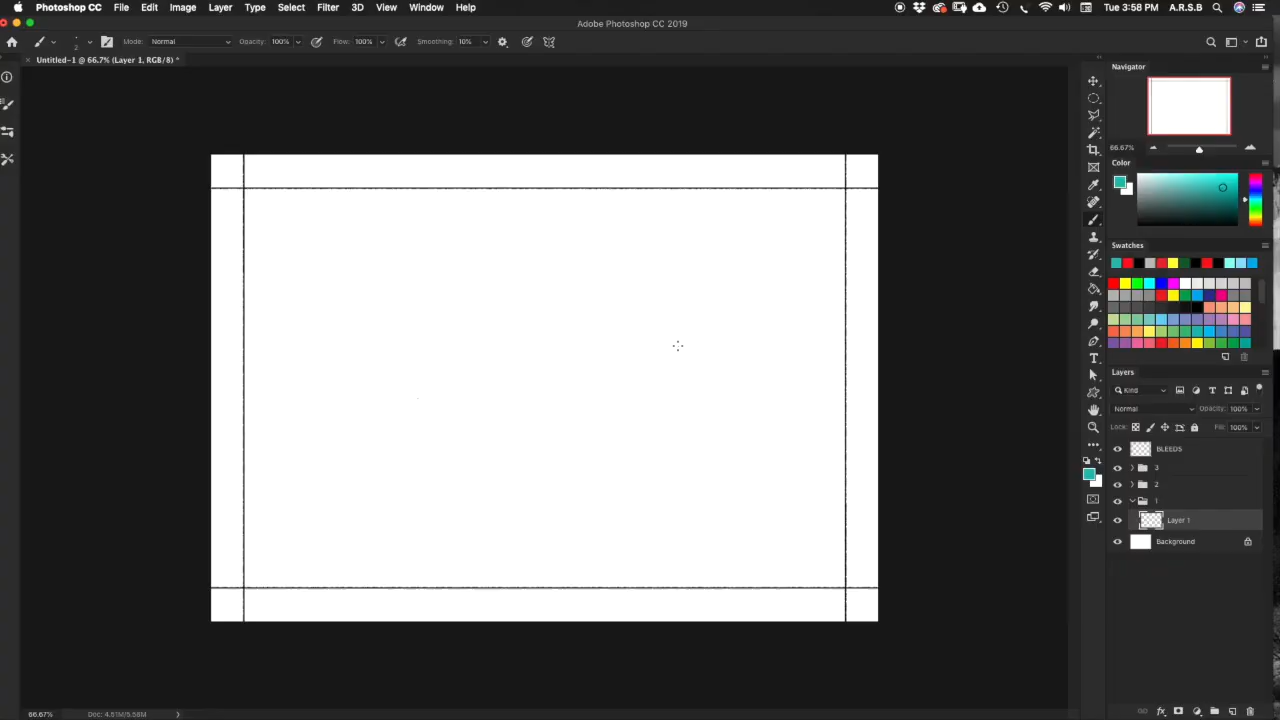 Photoshop CC File Edit Image Layer Type Select Filter 3D View Window Help Tue 3:58 PM A.R.S.B
Adobe Photoshop CC 2019
2 Mode: Normal Opacity: 100% Flow: 100% Smoothing: 10%
× Untitled-1 @ 66.7% (Layer 1, RGB/8) *
Navigator
66.67%
Color
Swatches
Layers
Kind
Normal Opacity: 100%
Lock: Fill: 100%
BLEEDS
3
2
1
Layer 1
Background
66.67% Doc: 4.81M/5.58M